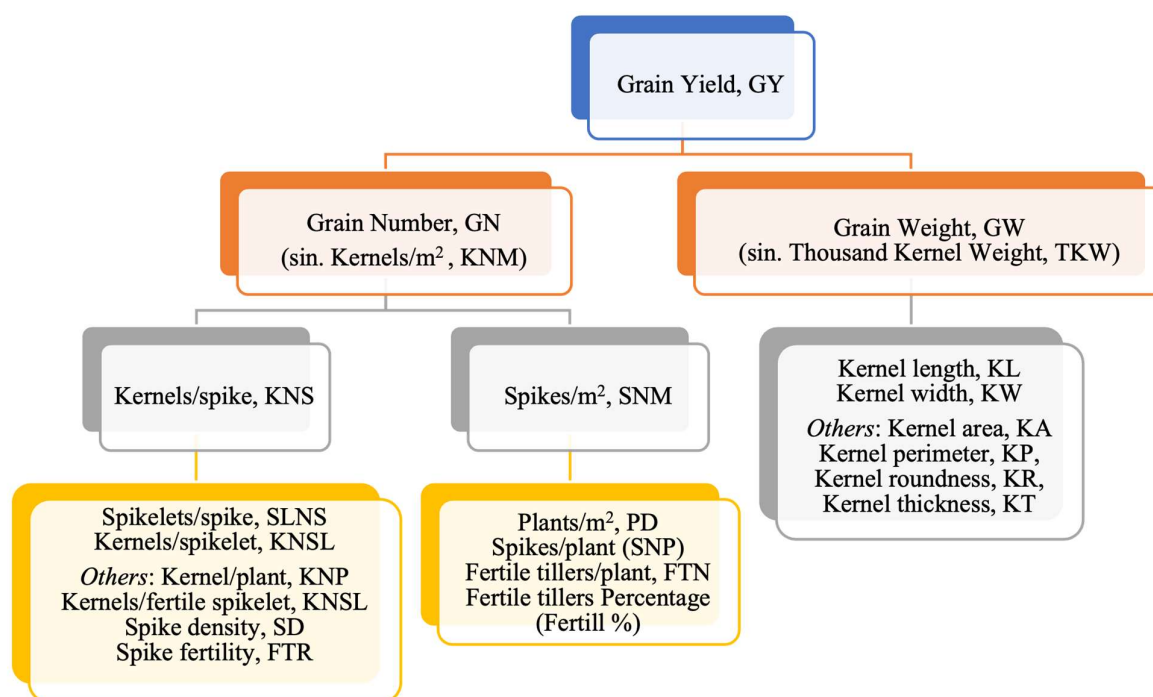 Grain Yield, GY
Grain Number, GN
(sin. Kernels/m², KNM)
Grain Weight, GW
(sin. Thousand Kernel Weight, TKW)
Kernels/spike, KNS
Spikes/m², SNM
Kernel length, KL
Kernel width, KW
Others: Kernel area, KA
Kernel perimeter, KP,
Kernel roundness, KR,
Kernel thickness, KT
Spikelets/spike, SLNS
Kernels/spikelet, KNSL
Others: Kernel/plant, KNP
Kernels/fertile spikelet, KNSL
Spike density, SD
Spike fertility, FTR
Plants/m², PD
Spikes/plant (SNP)
Fertile tillers/plant, FTN
Fertile tillers Percentage
(Fertill %)